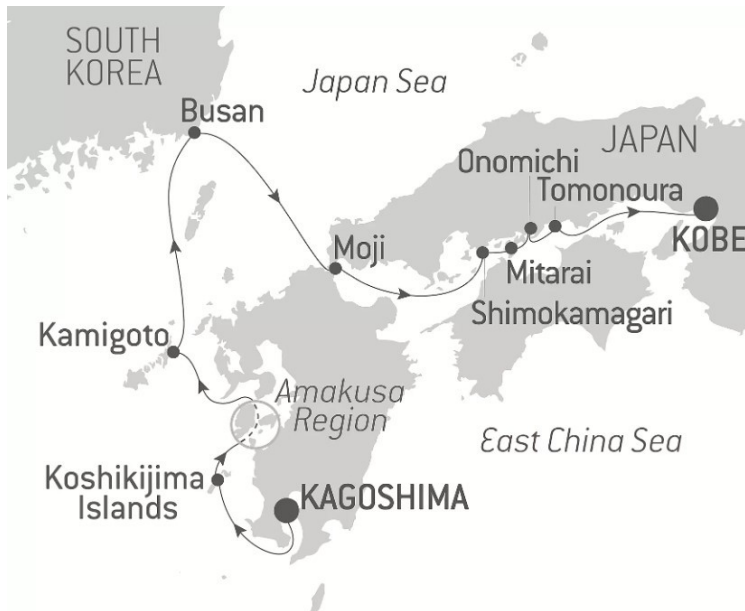 SOUTH
KOREA
Japan Sea
Busan
JAPAN
Onomichi
Tomonoura
KOBE
Moji
Mitarai
Shimokamagari
Kamigoto
Amakusa
Region
East China Sea
Koshikijima
Islands
KAGOSHIMA